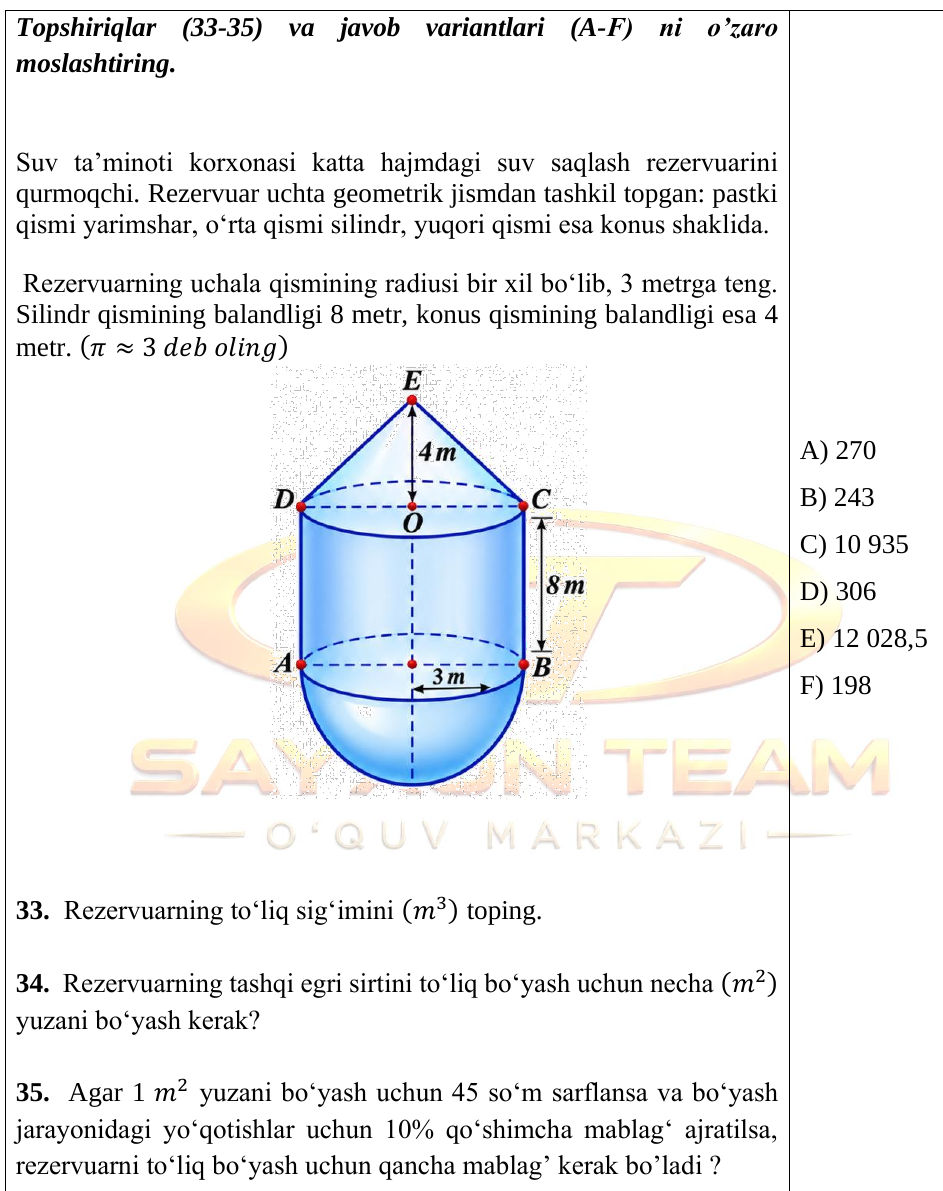 Topshiriqlar (33-35) va javob variantlari (A-F) ni o’zaro
moslashtiring.
Suv ta’minoti korxonasi katta hajmdagi suv saqlash rezervuarini
qurmoqchi. Rezervuar uchta geometrik jismdan tashkil topgan: pastki
qismi yarimshar, o‘rta qismi silindr, yuqori qismi esa konus shaklida.
Rezervuarning uchala qismining radiusi bir xil bo‘lib, 3 metrga teng.
Silindr qismining balandligi 8 metr, konus qismining balandligi esa 4
metr. (π ≈ 3 deb oling)
E
4 m
D
C
O
8 m
A
B
3 m
A) 270
B) 243
C) 10 935
D) 306
E) 12 028,5
F) 198
SAYXUN TEAM
O‘QUV MARKAZI
33. Rezervuarning to‘liq sig‘imini (m³) toping.
34. Rezervuarning tashqi egri sirtini to‘liq bo‘yash uchun necha (m²)
yuzani bo‘yash kerak?
35. Agar 1 m² yuzani bo‘yash uchun 45 so‘m sarflansa va bo‘yash
jarayonidagi yo‘qotishlar uchun 10% qo‘shimcha mablag‘ ajratilsa,
rezervuarni to‘liq bo‘yash uchun qancha mablag’ kerak bo’ladi ?